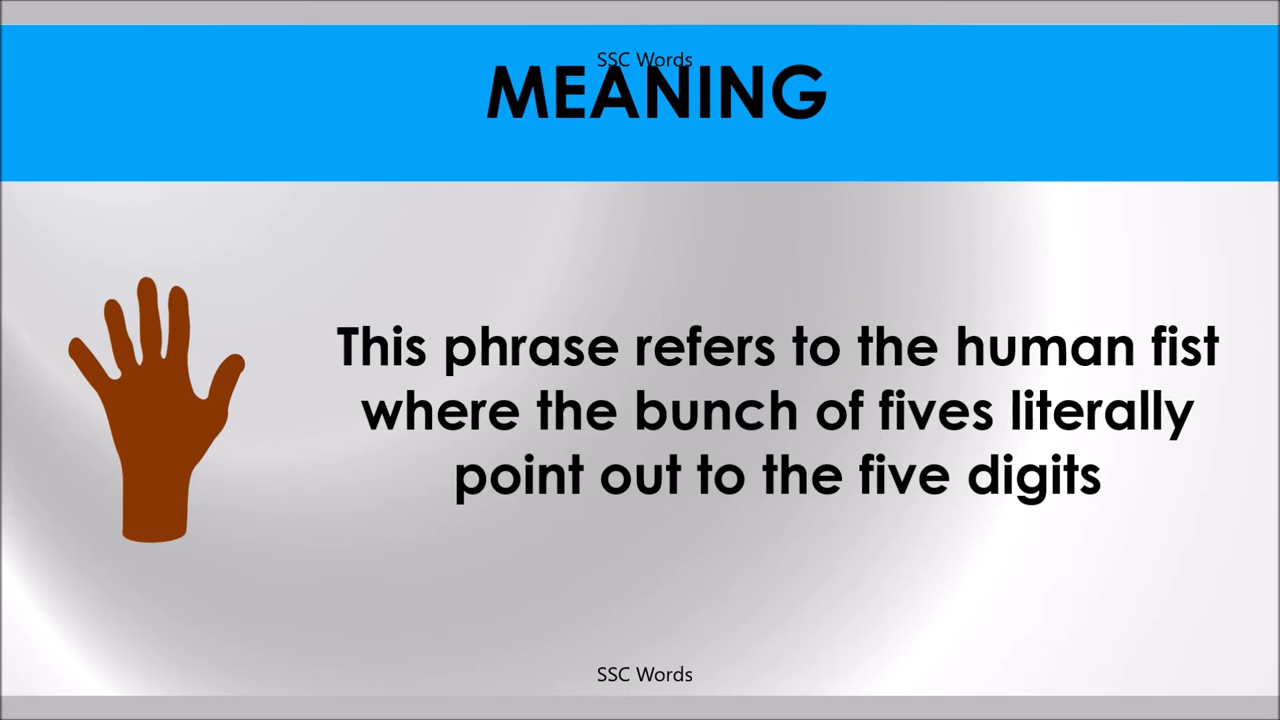 SSC Words
MEANING
This phrase refers to the human fist
where the bunch of fives literally
point out to the five digits
SSC Words